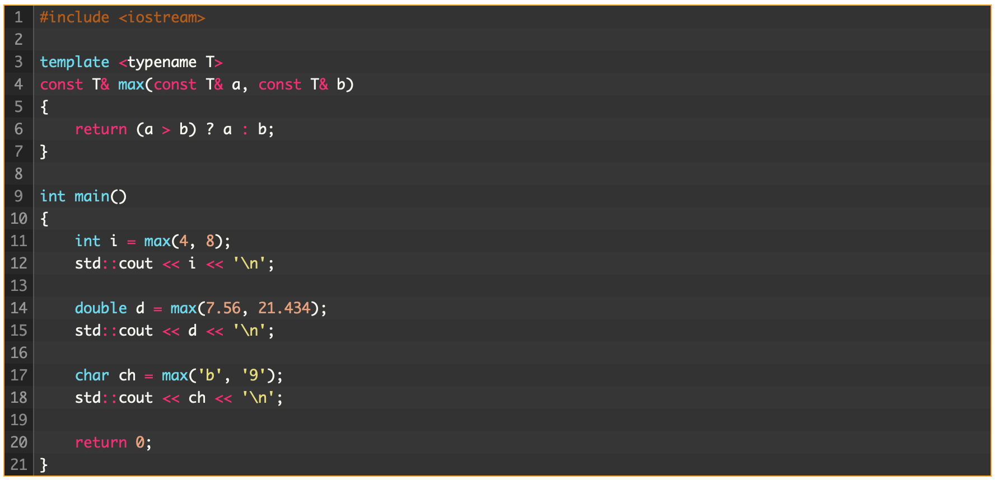 1 #include <iostream>
2
3 template <typename T>
4 const T& max(const T& a, const T& b)
5 {
6     return (a > b) ? a : b;
7 }
8
9 int main()
10 {
11     int i = max(4, 8);
12     std::cout << i << '\n';
13
14     double d = max(7.56, 21.434);
15     std::cout << d << '\n';
16
17     char ch = max('b', '9');
18     std::cout << ch << '\n';
19
20     return 0;
21 }